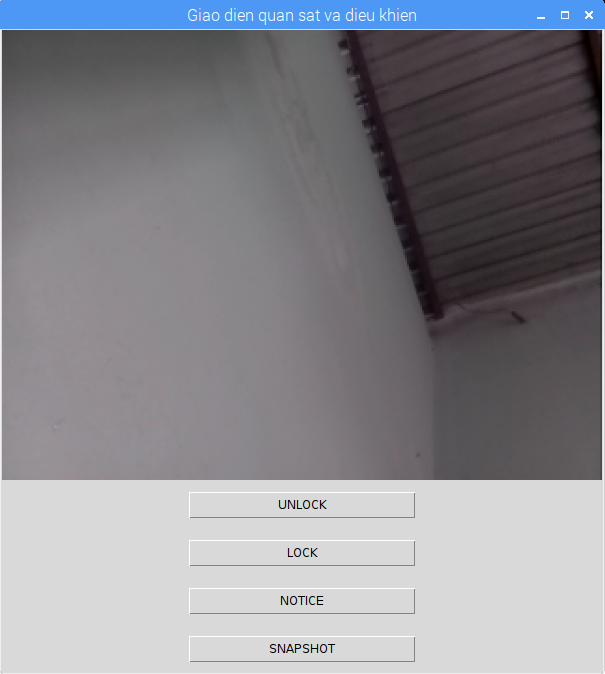 Giao dien quan sat va dieu khien
UNLOCK
LOCK
NOTICE
SNAPSHOT